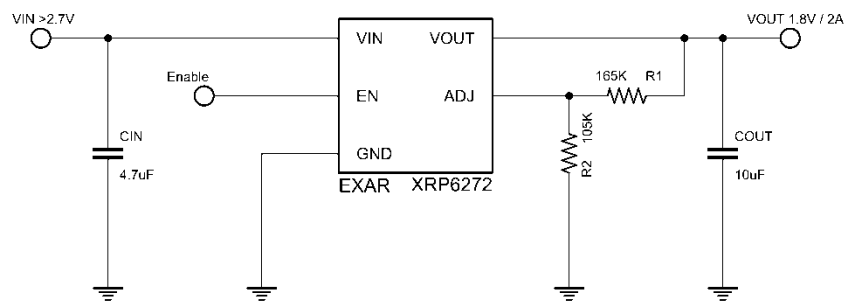 VIN >2.7V
VOUT 1.8V / 2A
VIN
VOUT
Enable
EN
ADJ
165K
R1
105K
R2
CIN
4.7uF
GND
COUT
10uF
EXAR
XRP6272